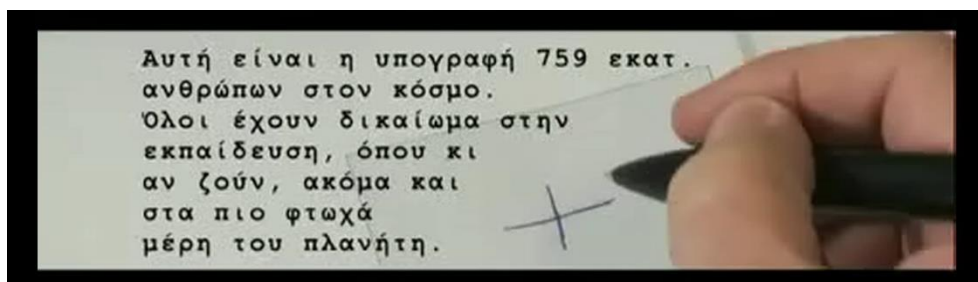 Αυτή είναι η υπογραφή 759 εκατ.
ανθρώπων στον κόσμο.
Όλοι έχουν δικαίωμα στην
εκπαίδευση, όπου κι
αν ζούν, ακόμα και
στα πιο φτωχά
μέρη του πλανήτη.